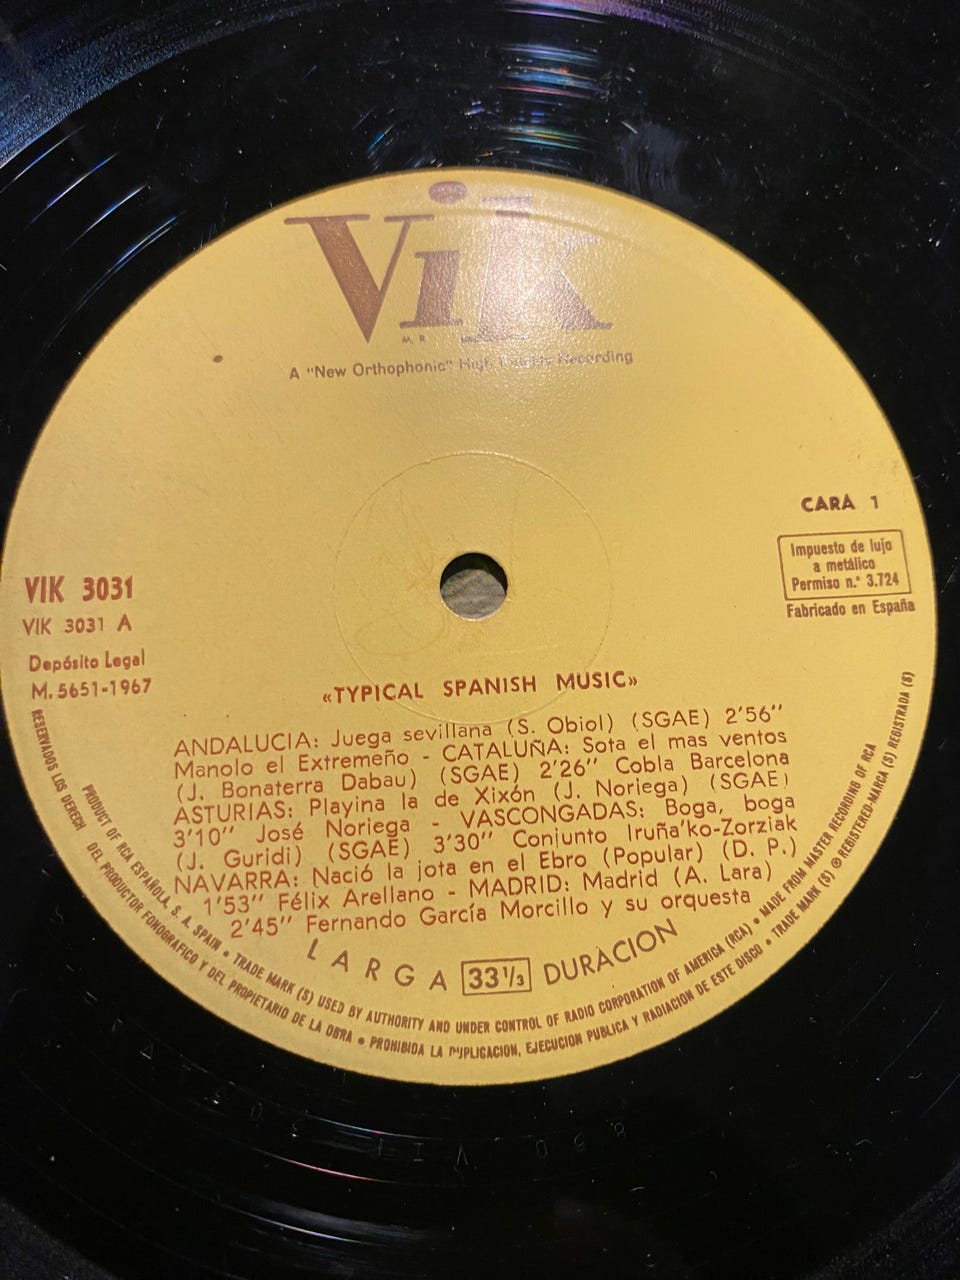 Vik
M. R
A "New Orthophonic" High Fidelity Recording
CARA 1
Impuesto de lujo
a metálico
Permiso n.° 3.724
Fabricado en España
VIK 3031
VIK 3031 A
Depósito Legal
M. 5651-1967
«TYPICAL SPANISH MUSIC»
ANDALUCIA: Juega sevillana (S. Obiol) (SGAE) 2'56''
Manolo el Extremeño - CATALUÑA: Sota el mas ventos
(J. Bonaterra Dabau) (SGAE) 2'26'' Cobla Barcelona
ASTURIAS: Playina la de Xixón (J. Noriega) (SGAE)
3'10'' José Noriega - VASCONGADAS: Boga, boga
(J. Guridi) (SGAE) 3'30'' Conjunto Iruña'ko-Zorziak
NAVARRA: Nació la jota en el Ebro (Popular) (D. P.)
1'53'' Félix Arellano - MADRID: Madrid (A. Lara)
2'45'' Fernando García Morcillo y su orquesta
LARGA 33 1/3 DURACION
PRODUCT OF RCA ESPAÑOLA, S. A. SPAIN • TRADE MARK (S) USED BY AUTHORITY AND UNDER CONTROL OF RADIO CORPORATION OF AMERICA (RCA) • MADE FROM MASTER RECORDING OF RCA
RESERVADOS LOS DERECH DEL PRODUCTOR FONOGRAFICO Y DEL PROPIETARIO DE LA OBRA • PROHIBIDA LA DUPLICACION, EJECUCION PUBLICA Y RADIACION DE ESTE DISCO • TRADE MARK (S) ® REGISTERED-MARCA (S) REGISTRADA (S)